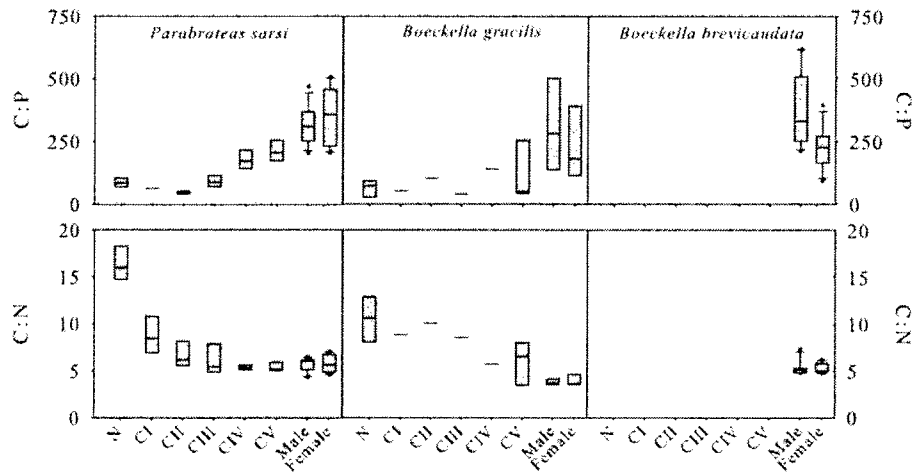 750 Parabroteas sarsi Boeckella gracilis Boeckella brevicaudata 750
500 500
C:P C:P
250 250
0 0
20 20
15 15
C:N C:N
10 10
5 5
0 0
N CI CII CIII CIV CV Male Female N CI CII CIII CIV CV Male Female N CI CII CIII CIV CV Male Female